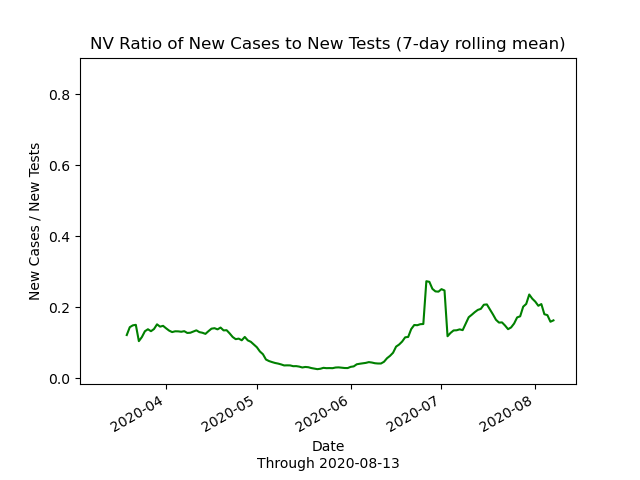 NV Ratio of New Cases to New Tests (7-day rolling mean)
New Cases / New Tests
0.8
0.6
0.4
0.2
0.0
2020-04
2020-05
2020-06
2020-07
2020-08
Date
Through 2020-08-13